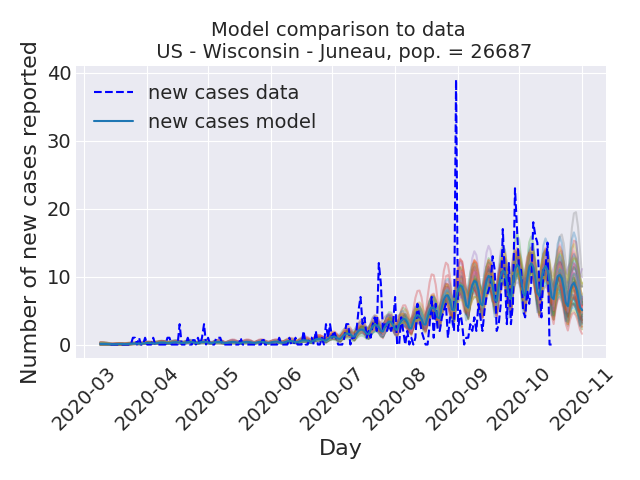 Model comparison to data
US - Wisconsin - Juneau, pop. = 26687
Number of new cases reported
40
30
20
10
0
new cases data
new cases model
2020-03
2020-04
2020-05
2020-06
2020-07
2020-08
2020-09
2020-10
2020-11
Day